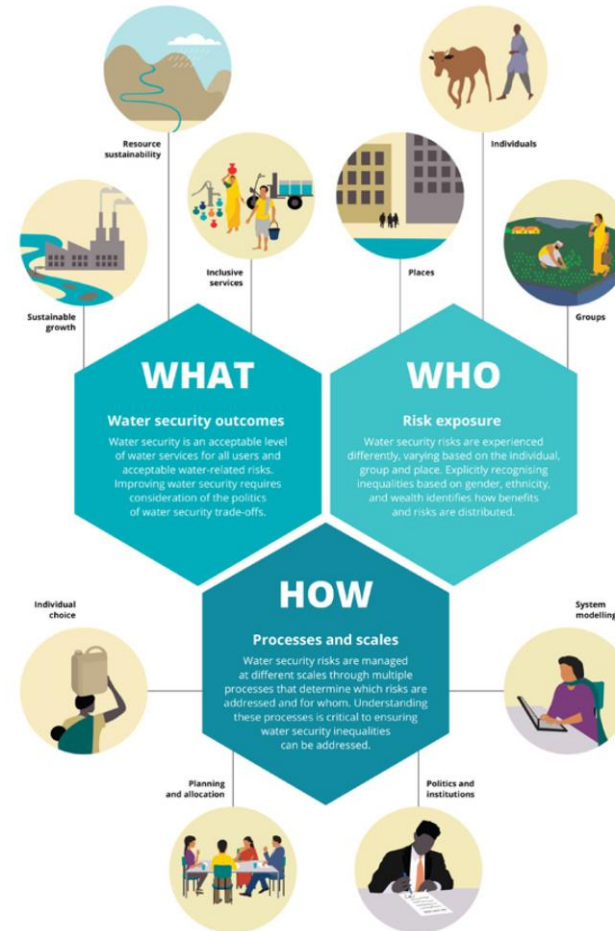 Resource
sustainability
Individuals
Inclusive
services
Places
Sustainable
growth
Groups
WHAT
Water security outcomes
Water security is an acceptable level
of water services for all users and
acceptable water-related risks.
Improving water security requires
consideration of the politics
of water security trade-offs.
WHO
Risk exposure
Water security risks are experienced
differently, varying based on the individual,
group and place. Explicitly recognising
inequalities based on gender, ethnicity,
and wealth identifies how benefits
and risks are distributed.
HOW
Processes and scales
Water security risks are managed
at different scales through multiple
processes that determine which risks are
addressed and for whom. Understanding
these processes is critical to ensuring
water security inequalities
can be addressed.
Individual
choice
System
modelling
Planning
and allocation
Politics and
institutions